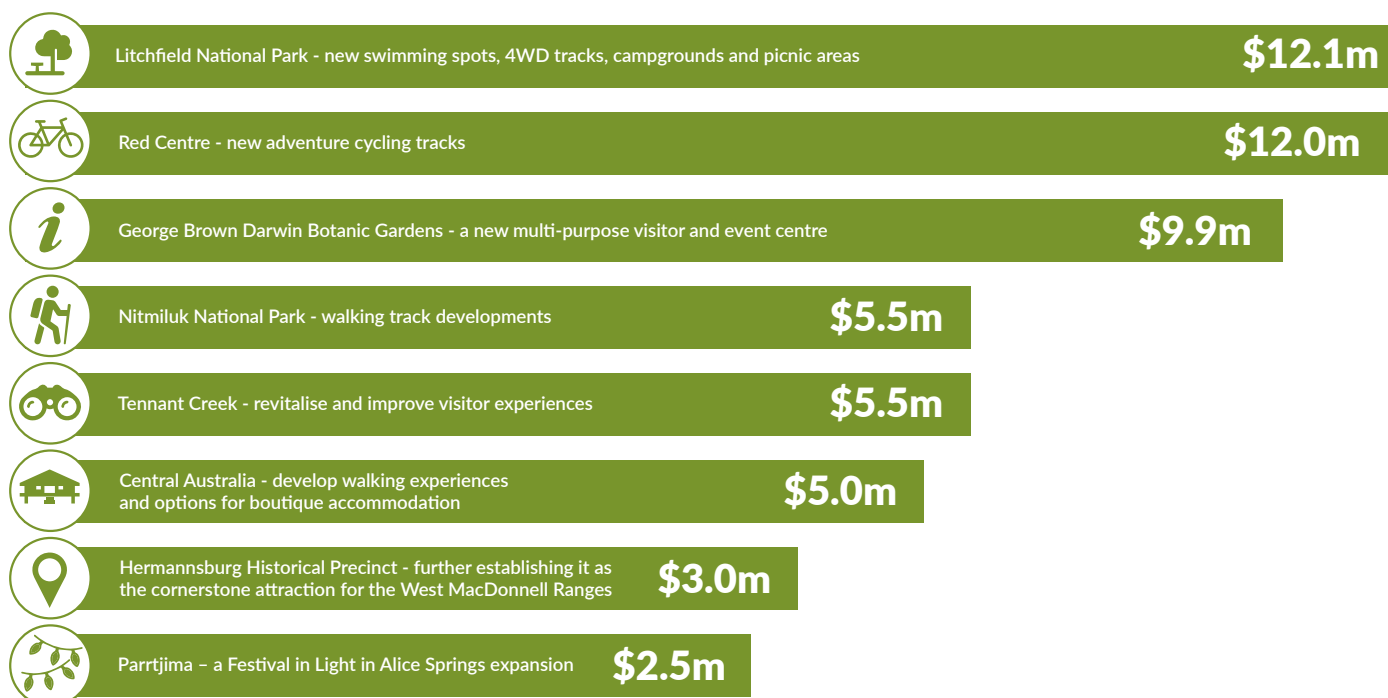 Litchfield National Park - new swimming spots, 4WD tracks, campgrounds and picnic areas
$12.1m
Red Centre - new adventure cycling tracks
$12.0m
George Brown Darwin Botanic Gardens - a new multi-purpose visitor and event centre
$9.9m
Nitmiluk National Park - walking track developments
$5.5m
Tennant Creek - revitalise and improve visitor experiences
$5.5m
Central Australia - develop walking experiences
and options for boutique accommodation
$5.0m
Hermannsburg Historical Precinct - further establishing it as
the cornerstone attraction for the West MacDonnell Ranges
$3.0m
Parrtjima – a Festival in Light in Alice Springs expansion
$2.5m